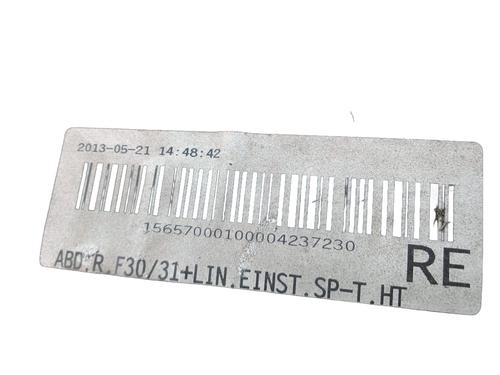 2013-05-21 14:48:42
15657000100004237230
RE
ABD.R.F30/31+LIN.EINST.SP-T.HT